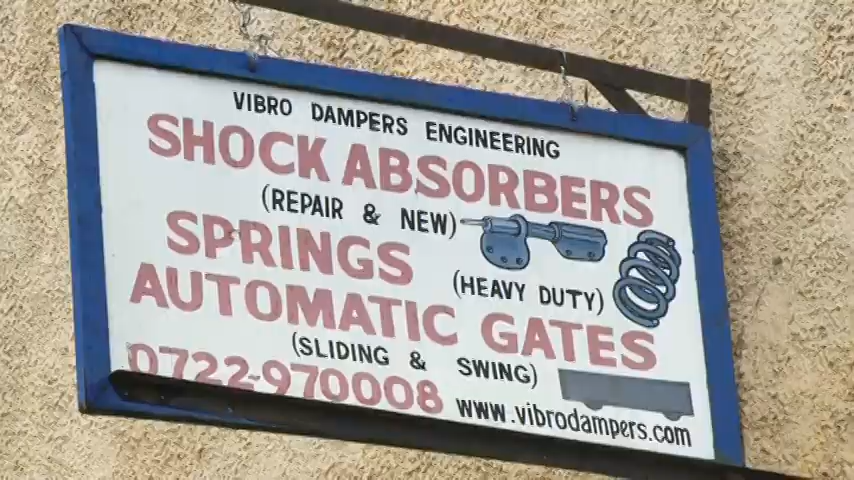 VIBRO DAMPERS ENGINEERING
SHOCK ABSORBERS
(REPAIR & NEW)
SPRINGS
(HEAVY DUTY)
AUTOMATIC GATES
(SLIDING & SWING)
0722-970008
www.vibrodampers.com